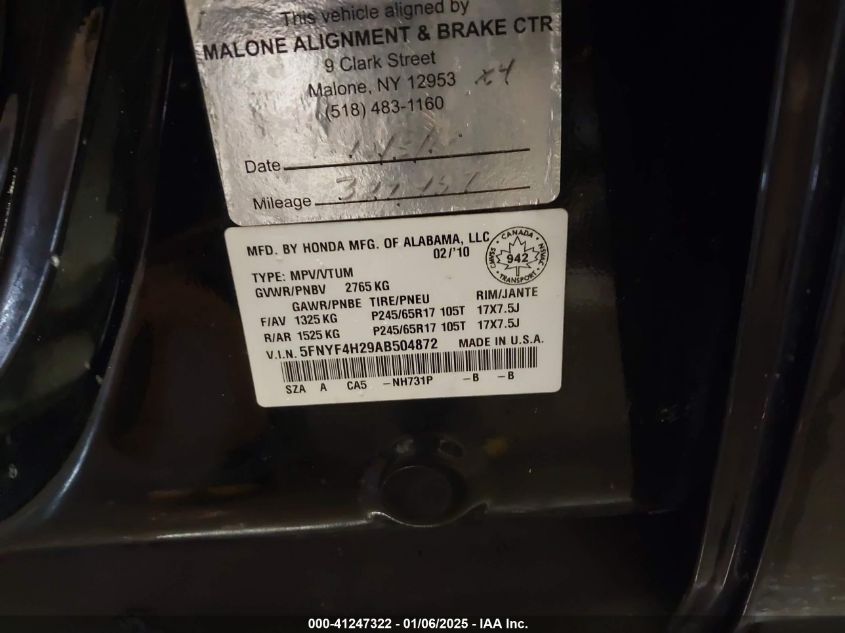 This vehicle aligned by
MALONE ALIGNMENT & BRAKE CTR
9 Clark Street
Malone, NY 12953 x4
(518) 483-1160
Date
Mileage
MFD. BY HONDA MFG. OF ALABAMA, LLC
02/'10
CANADA
942
TRANSPORT
TYPE: MPV/VTUM
GVWR/PNBV 2765 KG
GAWR/PNBE TIRE/PNEU RIM/JANTE
F/AV 1325 KG P245/65R17 105T 17X7.5J
R/AR 1525 KG P245/65R17 105T 17X7.5J
V.I.N. 5FNYF4H29AB504872 MADE IN U.S.A.
SZA A CA5 -NH731P -B -B
000-41247322 - 01/06/2025 - IAA Inc.